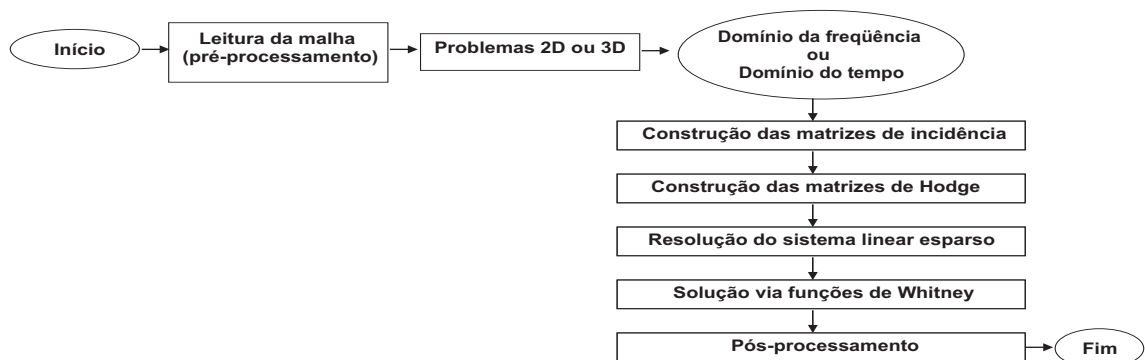 Início
Leitura da malha
(pré-processamento)
Problemas 2D ou 3D
Domínio da freqüência
ou
Domínio do tempo
Construção das matrizes de incidência
Construção das matrizes de Hodge
Resolução do sistema linear esparso
Solução via funções de Whitney
Pós-processamento
Fim